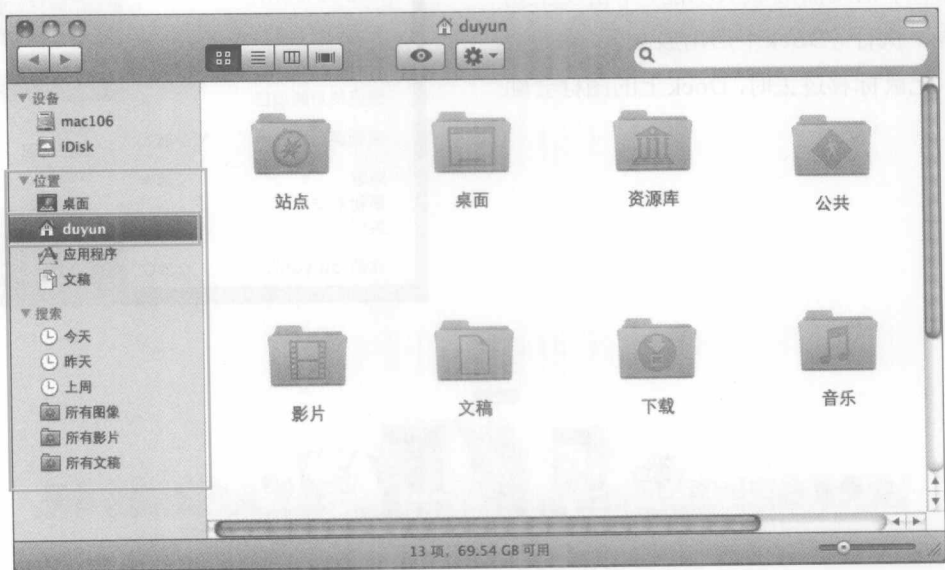 duyun
设备
mac106
iDisk
位置
桌面
duyun
应用程序
文稿
搜索
今天
昨天
上周
所有图像
所有影片
所有文稿
站点
桌面
资源库
公共
影片
文稿
下载
音乐
13 项，69.54 GB 可用